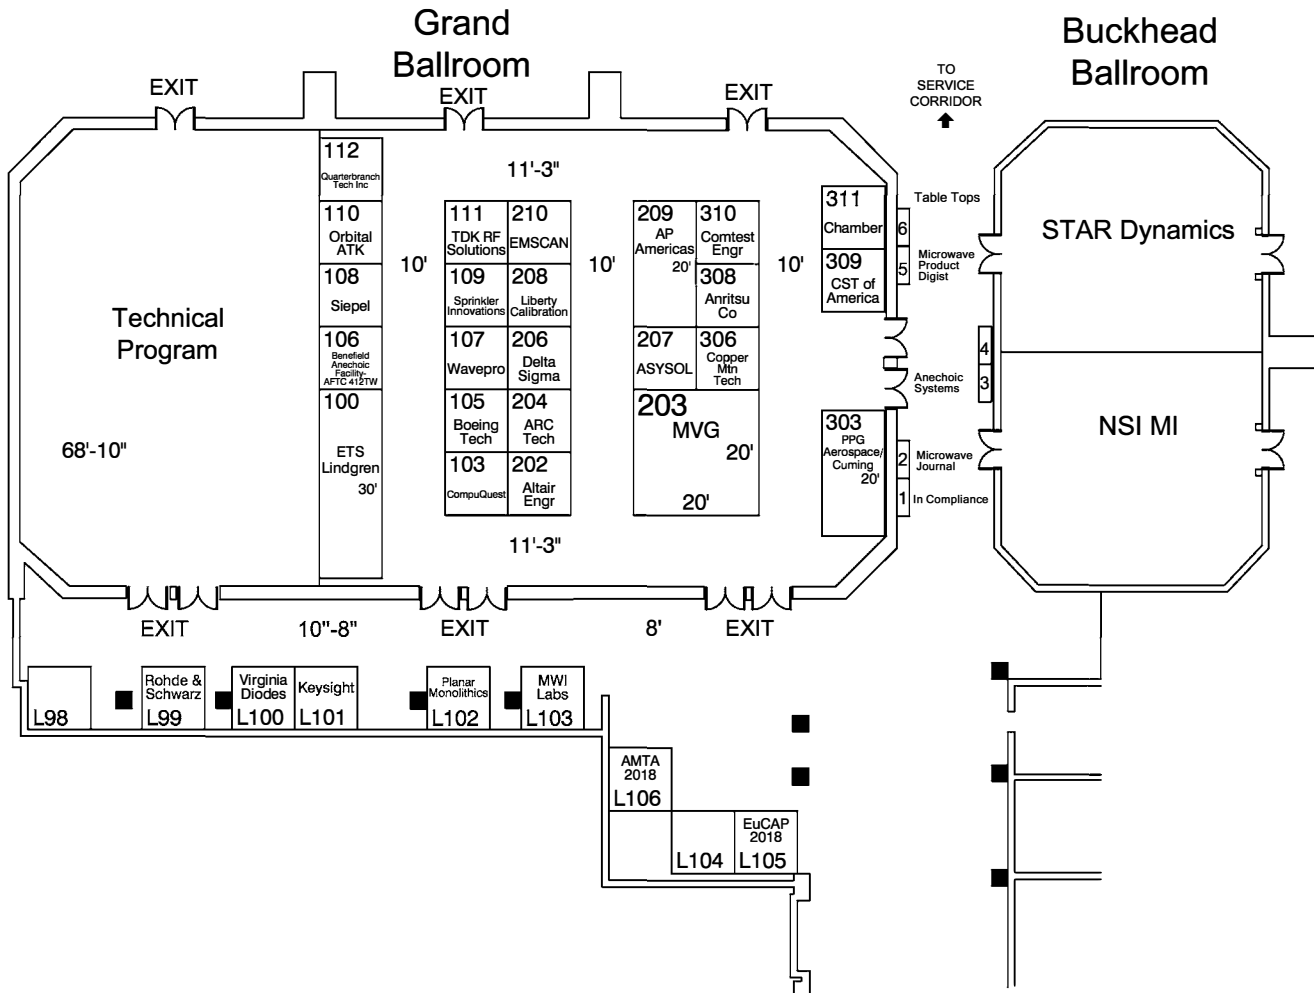 Grand
Ballroom
Buckhead
Ballroom
TO
SERVICE
CORRIDOR
EXIT
EXIT
EXIT
112
Quarterbranch
Tech Inc
11'-3"
311
Chamber
Table Tops
6
110
Orbital
ATK
111
TDK RF
Solutions
210
EMSCAN
209
AP
Americas
20'
310
Comtest
Engr
STAR Dynamics
10'
10'
10'
309
CST of
America
5
Microwave
Product
Digist
108
Siepel
109
Sprinkler
Innovations
208
Liberty
Calibration
308
Anritsu
Co
Technical
Program
106
Benefield
Anechoic
Facility-
AFTC 412TW
107
Wavepro
206
Delta
Sigma
207
ASYSOL
306
Copper
Mtn
Tech
4
3
Anechoic
Systems
100
ETS
Lindgren
30'
105
Boeing
Tech
204
ARC
Tech
203
MVG
20'
20'
303
PPG
Aerospace/
Cuming
20'
NSI MI
68'-10"
2
Microwave
Journal
103
CompuQuest
202
Altair
Engr
1
In Compliance
11'-3"
EXIT
10"-8"
EXIT
8'
EXIT
L98
Rohde &
Schwarz
L99
Virginia
Diodes
L100
Keysight
L101
Planar
Monolithics
L102
MWI
Labs
L103
AMTA
2018
L106
L104
EuCAP
2018
L105